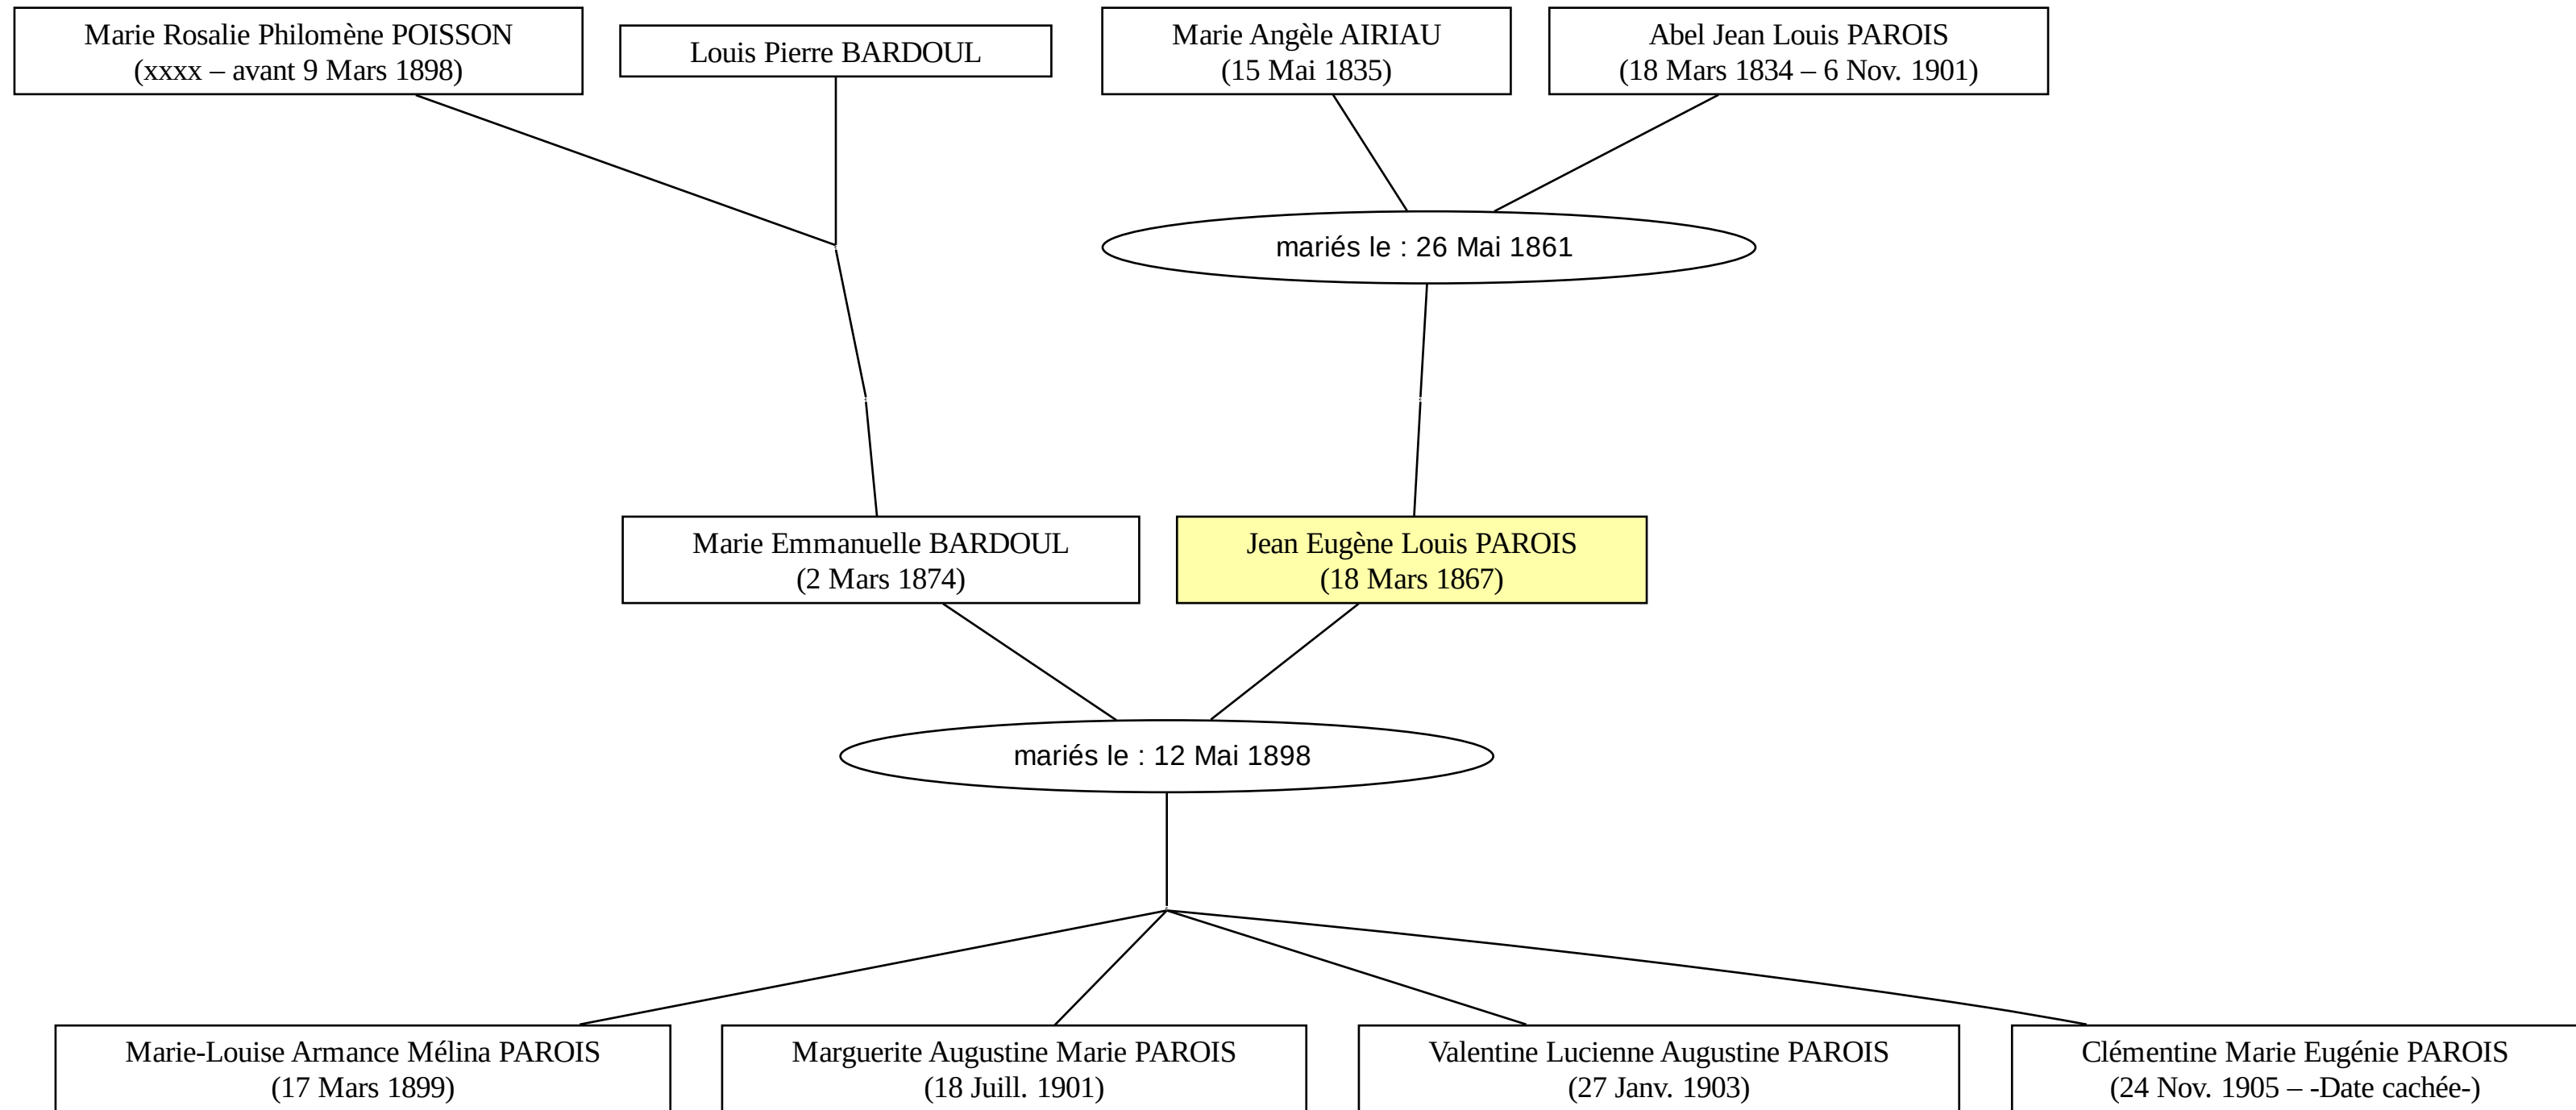 Marie Rosalie Philomène POISSON
(xxxx – avant 9 Mars 1898)
Louis Pierre BARDOUL
Marie Angèle AIRIAU
(15 Mai 1835)
Abel Jean Louis PAROIS
(18 Mars 1834 – 6 Nov. 1901)
mariés le : 26 Mai 1861
Marie Emmanuelle BARDOUL
(2 Mars 1874)
Jean Eugène Louis PAROIS
(18 Mars 1867)
mariés le : 12 Mai 1898
Marie-Louise Armance Mélina PAROIS
(17 Mars 1899)
Marguerite Augustine Marie PAROIS
(18 Juill. 1901)
Valentine Lucienne Augustine PAROIS
(27 Janv. 1903)
Clémentine Marie Eugénie PAROIS
(24 Nov. 1905 – -Date cachée-)